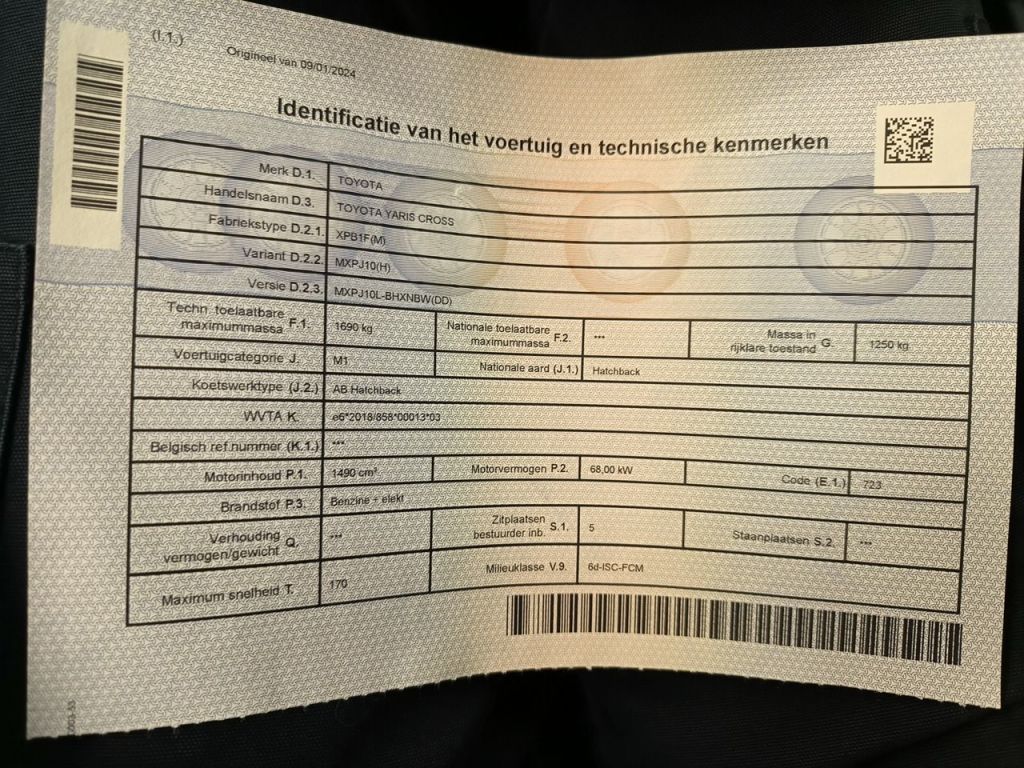 (I.1.)
Origineel van 09/01/2024
Identificatie van het voertuig en technische kenmerken
Merk D.1. TOYOTA
Handelsnaam D.3. TOYOTA YARIS CROSS
Fabriekstype D.2.1. XPB1F(M)
Variant D.2.2. MXPJ10(H)
Versie D.2.3. MXPJ10L-BHXNBW(DD)
Techn. toelaatbare maximummassa F.1. 1690 kg Nationale toelaatbare maximummassa F.2. --- Massa in rijklare toestand G. 1250 kg
Voertuigcategorie J. M1 Nationale aard (J.1.) Hatchback
Koetswerktype (J.2.) AB Hatchback
WVTA K. e6*2018/858*00013*03
Belgisch ref.nummer (K.1.) ---
Motorinhoud P.1. 1490 cm³ Motorvermogen P.2. 68,00 kW Code (E.1.) 723
Brandstof P.3. Benzine + elekt
Verhouding vermogen/gewicht Q. --- Zitplaatsen bestuurder inb. S.1. 5 Staanplaatsen S.2. ---
Maximum snelheid T. 170 Milieuklasse V.9. 6d-ISC-FCM